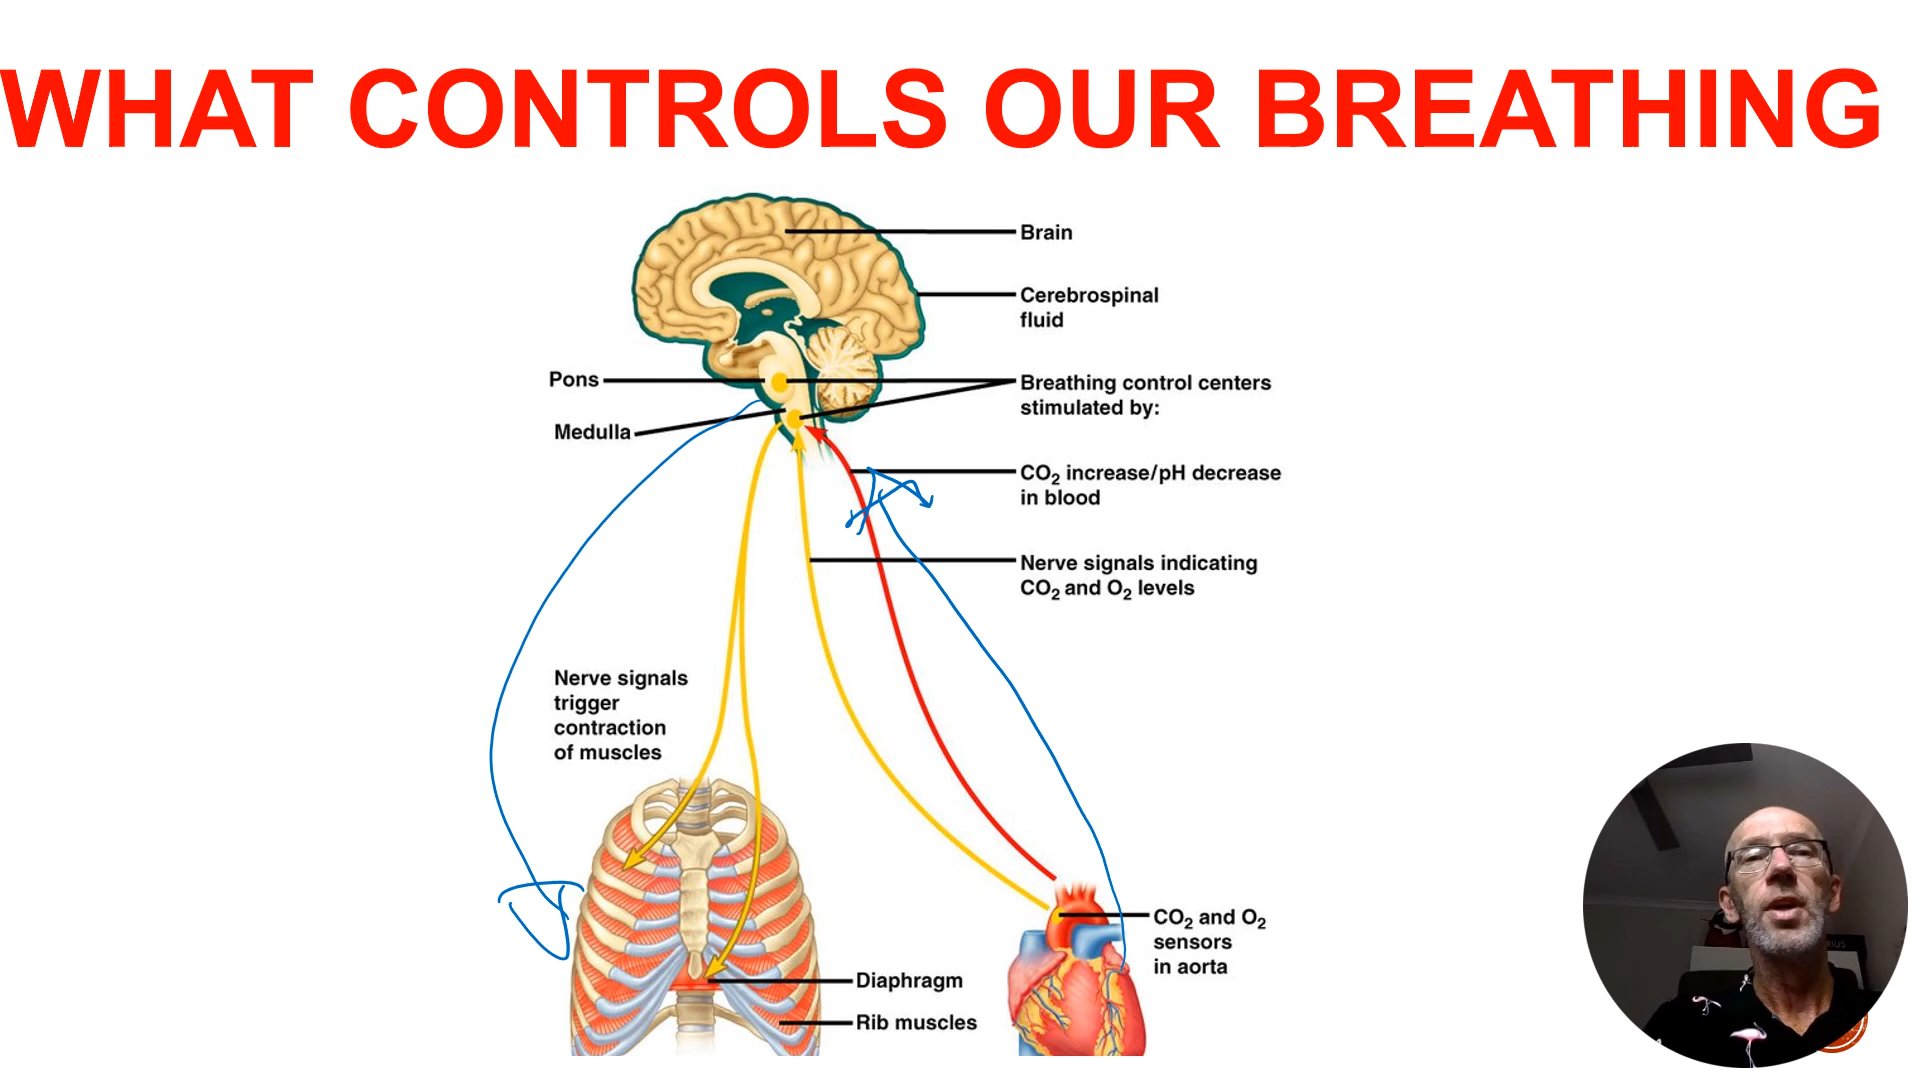 WHAT CONTROLS OUR BREATHING
Brain
Cerebrospinal
fluid
Pons
Breathing control centers
stimulated by:
Medulla
CO₂ increase/pH decrease
in blood
Nerve signals indicating
CO₂ and O₂ levels
Nerve signals
trigger
contraction
of muscles
CO₂ and O₂
sensors
in aorta
Diaphragm
Rib muscles